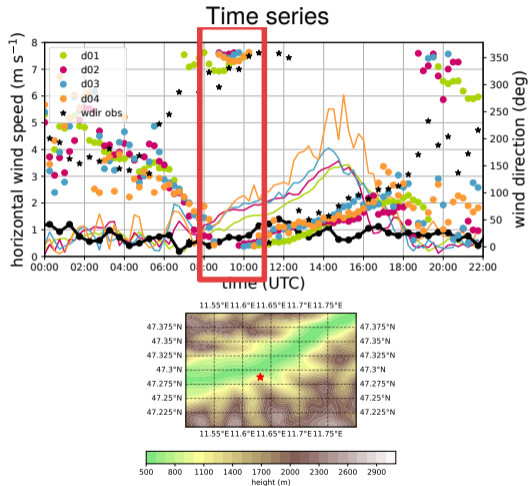 Time series
horizontal wind speed (m s⁻¹)
8
7
6
5
4
3
2
1
0
d01
d02
d03
d04
wdir obs
350
300
250
200
150
100
50
0
wind direction (deg)
00:00 02:00 04:00 06:00 08:00 10:00 12:00 14:00 16:00 18:00 20:00 22:00
time (UTC)
11.55°E 11.6°E 11.65°E 11.7°E 11.75°E
47.375°N 47.375°N
47.35°N 47.35°N
47.325°N 47.325°N
47.3°N 47.3°N
47.275°N 47.275°N
47.25°N 47.25°N
47.225°N 47.225°N
11.55°E 11.6°E 11.65°E 11.7°E 11.75°E
500 800 1100 1400 1700 2000 2300 2600 2900
height (m)